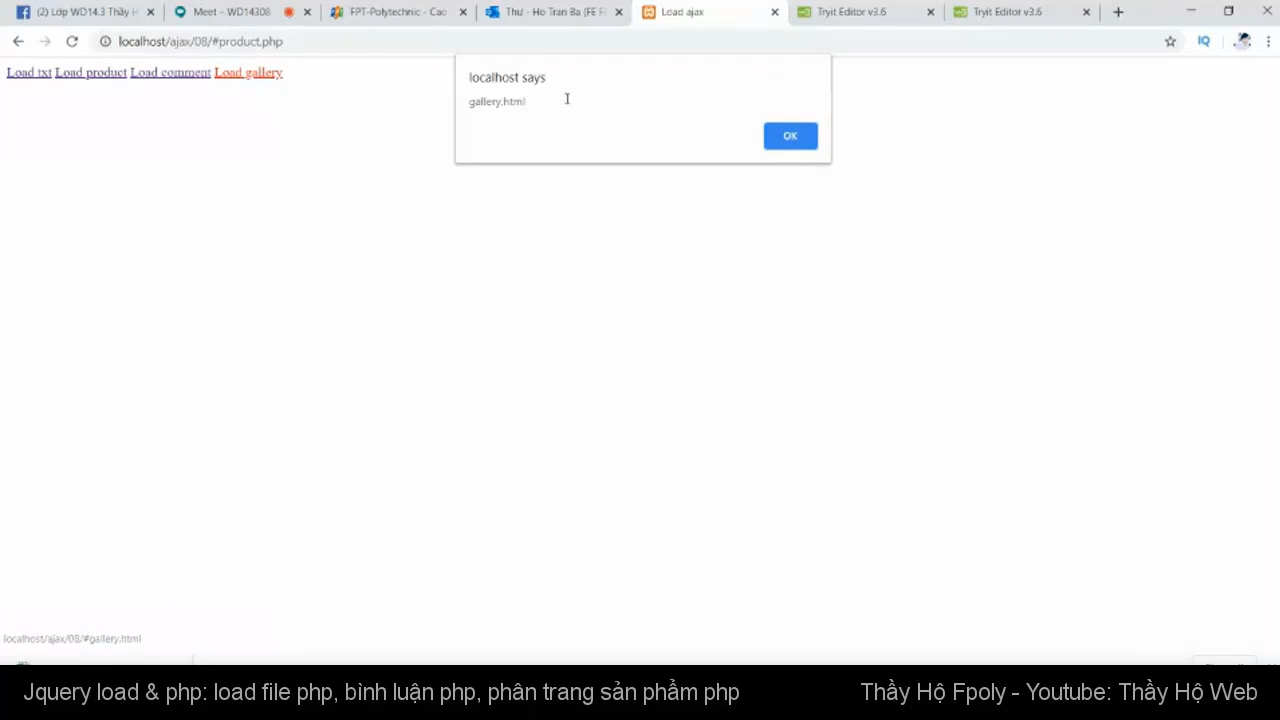 (2) Lớp WD14.3 Thầy H
Meet – WD14308
FPT-Polytechnic - Cao
Thư - Ho Tran Ba (FE F
Load ajax
Tryit Editor v3.6
Tryit Editor v3.6
localhost/ajax/08/#product.php
IQ
Load txt Load product Load comment Load gallery
localhost says
gallery.html
OK
localhost/ajax/08/#gallery.html
Jquery load & php: load file php, bình luận php, phân trang sản phẩm php
Thầy Hộ Fpoly - Youtube: Thầy Hộ Web